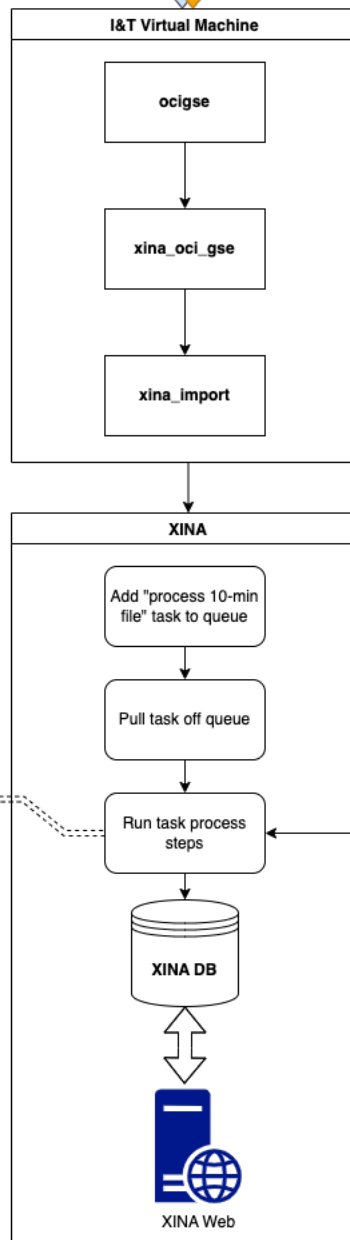 I&T Virtual Machine
ocigse
xina_oci_gse
xina_import
XINA
Add "process 10-min
file" task to queue
Pull task off queue
Run task process
steps
XINA DB
XINA Web